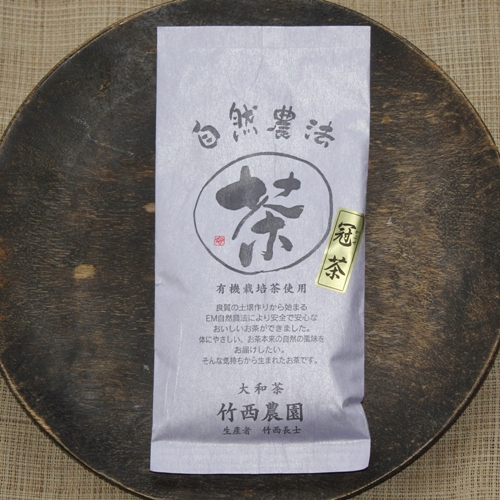 自然農法
茶
冠茶
有機栽培茶使用
良質の土壌作りから始まる
EM自然農法により安全で安心な
おいしいお茶ができました。
体にやさしい、お茶本来の自然の風味を
お届けしたい。
そんな気持ちから生まれたお茶です。
大和茶
竹西農園
生産者 竹西長士